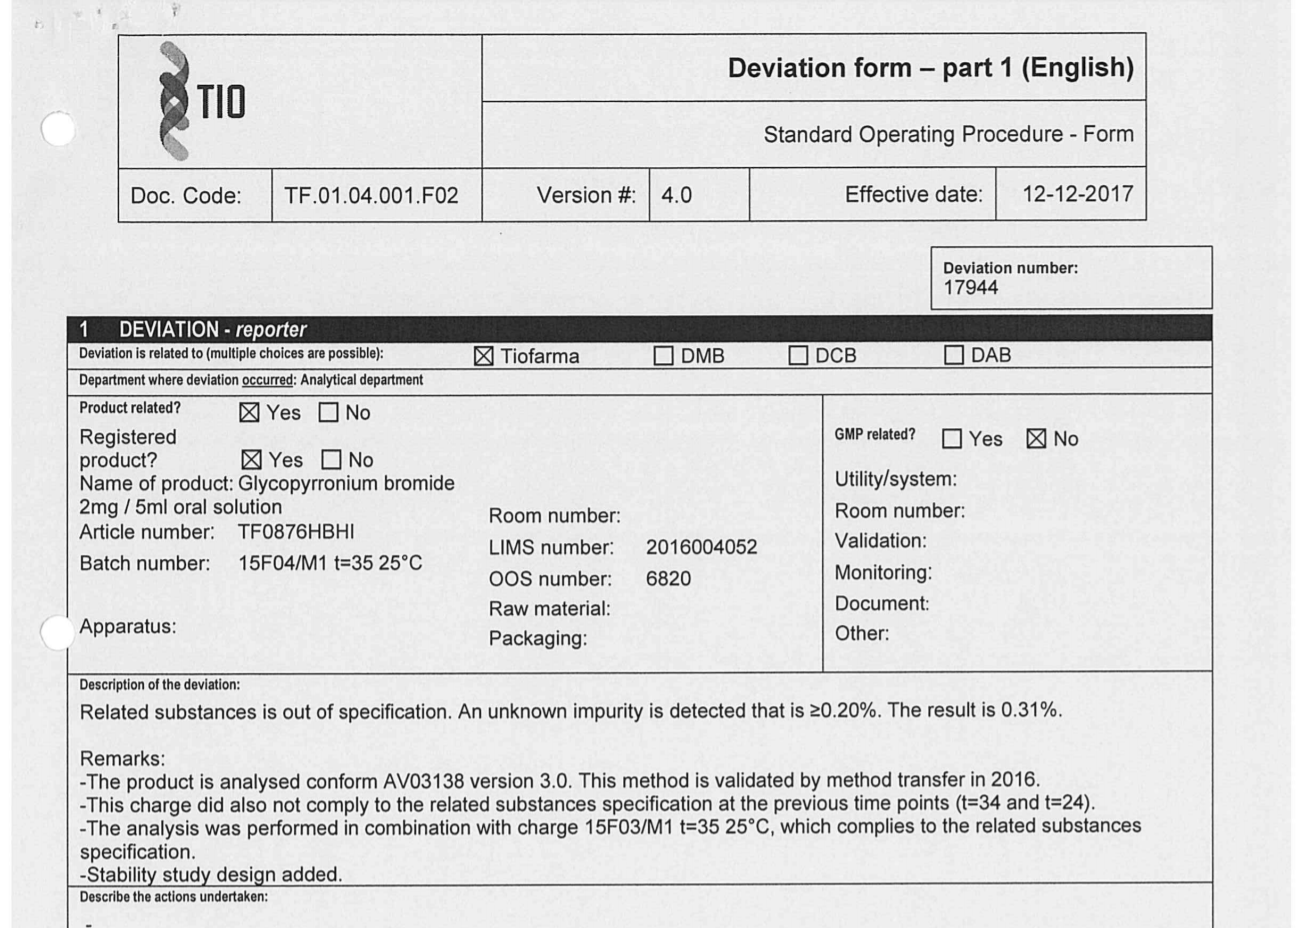 TIO
Deviation form – part 1 (English)
Standard Operating Procedure - Form
Doc. Code: TF.01.04.001.F02 Version #: 4.0 Effective date: 12-12-2017
Deviation number:
17944
1 DEVIATION - reporter
Deviation is related to (multiple choices are possible): ☒ Tiofarma ☐ DMB ☐ DCB ☐ DAB
Department where deviation occurred: Analytical department
Product related? ☒ Yes ☐ No
Registered
product? ☒ Yes ☐ No
Name of product: Glycopyrronium bromide
2mg / 5ml oral solution
Article number: TF0876HBHI
Batch number: 15F04/M1 t=35 25°C
Apparatus:
Room number:
LIMS number: 2016004052
OOS number: 6820
Raw material:
Packaging:
GMP related? ☐ Yes ☒ No
Utility/system:
Room number:
Validation:
Monitoring:
Document:
Other:
Description of the deviation:
Related substances is out of specification. An unknown impurity is detected that is ≥0.20%. The result is 0.31%.
Remarks:
-The product is analysed conform AV03138 version 3.0. This method is validated by method transfer in 2016.
-This charge did also not comply to the related substances specification at the previous time points (t=34 and t=24).
-The analysis was performed in combination with charge 15F03/M1 t=35 25°C, which complies to the related substances
specification.
-Stability study design added.
Describe the actions undertaken:
-